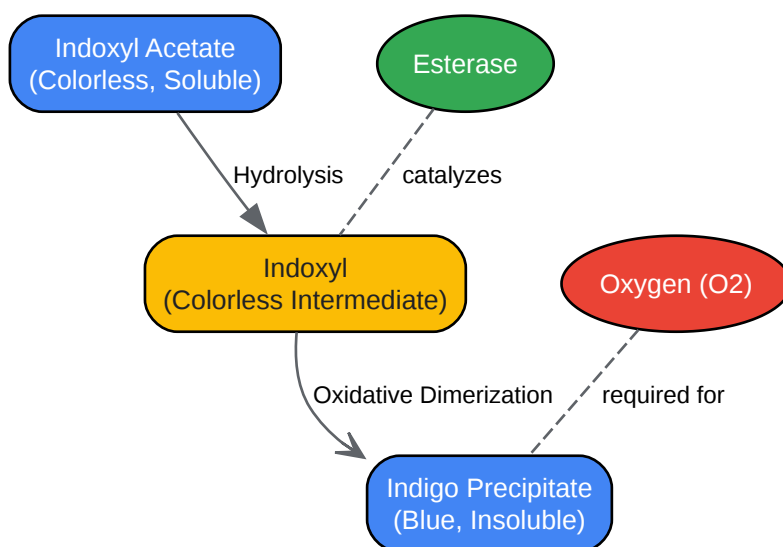 Indoxyl Acetate
(Colorless, Soluble)
Esterase
Hydrolysis
catalyzes
Indoxyl
(Colorless Intermediate)
Oxygen (O2)
Oxidative Dimerization
required for
Indigo Precipitate
(Blue, Insoluble)